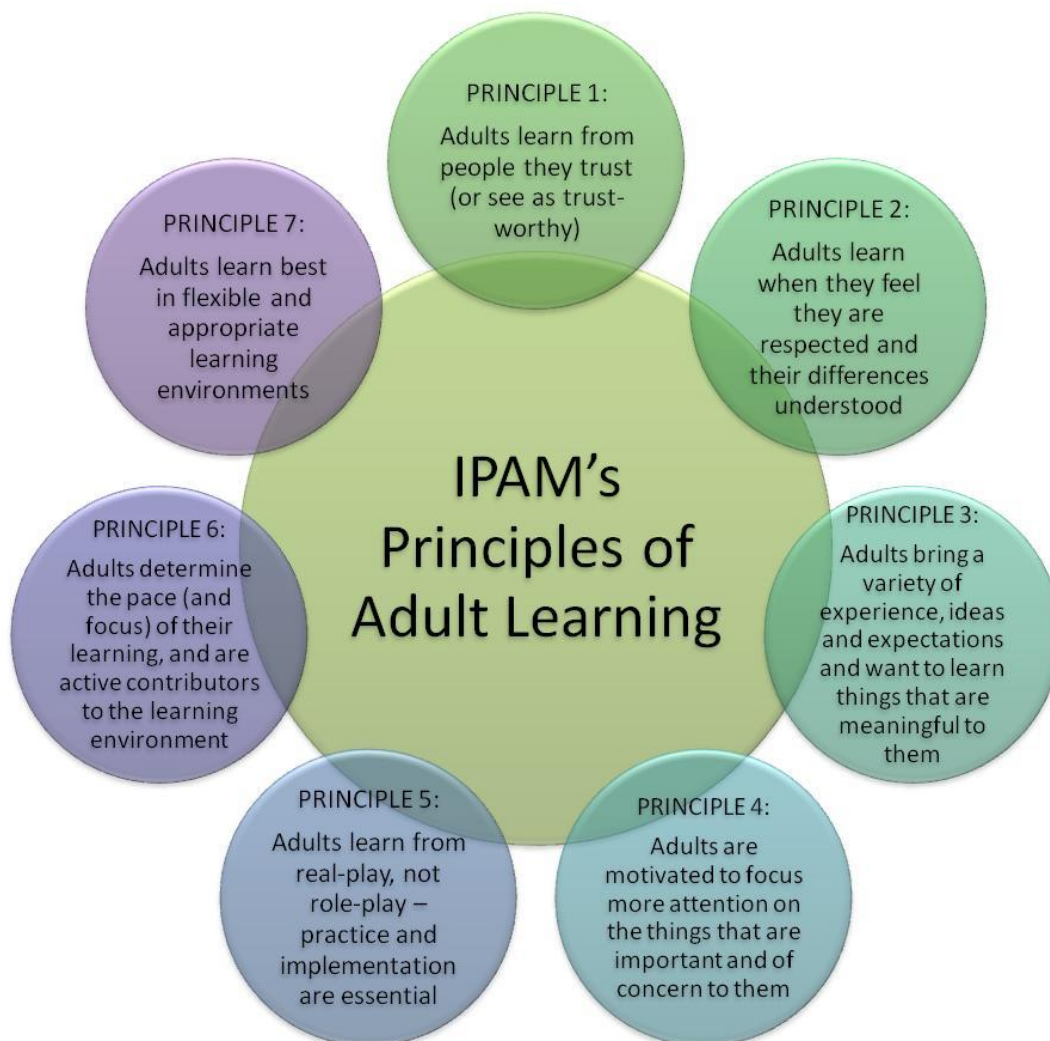 PRINCIPLE 1:
Adults learn from
people they trust
(or see as trust-
worthy)
PRINCIPLE 2:
Adults learn
when they feel
they are
respected and
their differences
understood
PRINCIPLE 3:
Adults bring a
variety of
experience, ideas
and expectations
and want to learn
things that are
meaningful to
them
PRINCIPLE 4:
Adults are
motivated to focus
more attention on
the things that are
important and of
concern to them
PRINCIPLE 5:
Adults learn from
real-play, not
role-play –
practice and
implementation
are essential
PRINCIPLE 6:
Adults determine
the pace (and
focus) of their
learning, and are
active contributors
to the learning
environment
PRINCIPLE 7:
Adults learn best
in flexible and
appropriate
learning
environments
IPAM’s
Principles of
Adult Learning